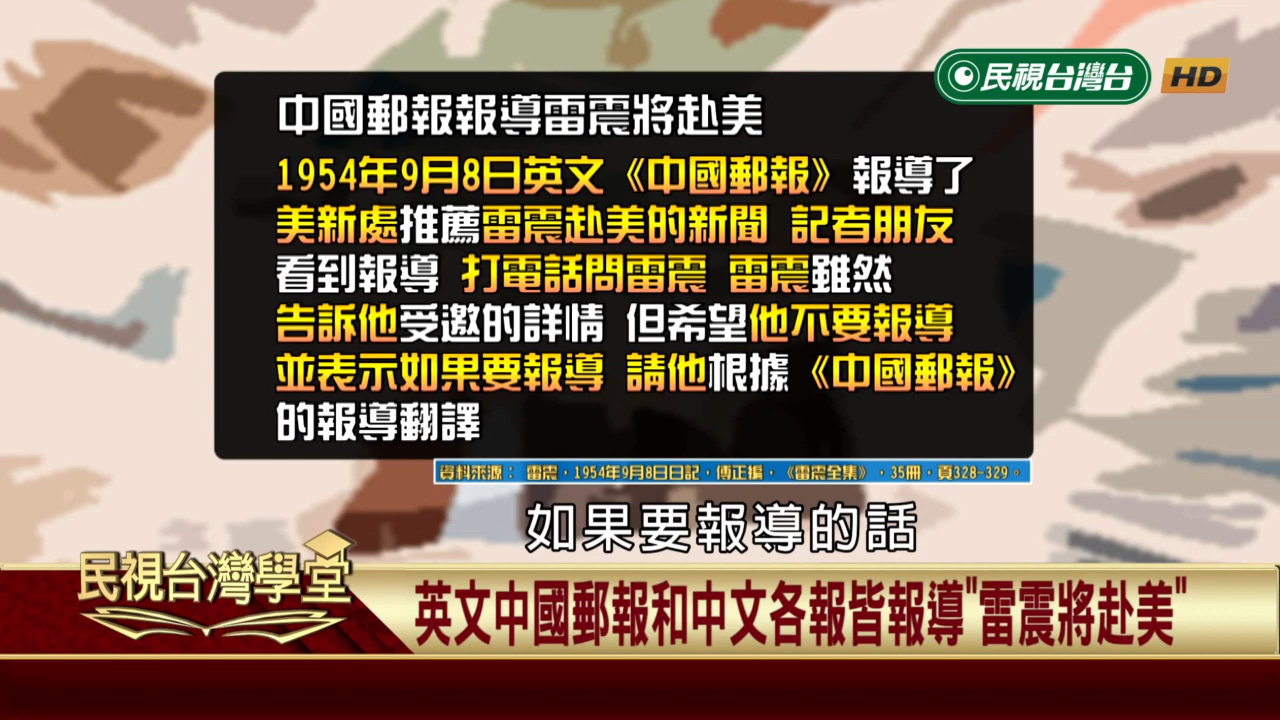 民視台灣台 HD
中國郵報報導雷震將赴美
1954年9月8日英文《中國郵報》報導了
美新處推薦雷震赴美的新聞 記者朋友
看到報導 打電話問雷震 雷震雖然
告訴他受邀的詳情 但希望他不要報導
並表示如果要報導 請他根據《中國郵報》
的報導翻譯
資料來源： 雷震，1954年9月8日日記，傅正編，《雷震全集》，35冊，頁328-329。
如果要報導的話
民視台灣學堂
英文中國郵報和中文各報皆報導"雷震將赴美"